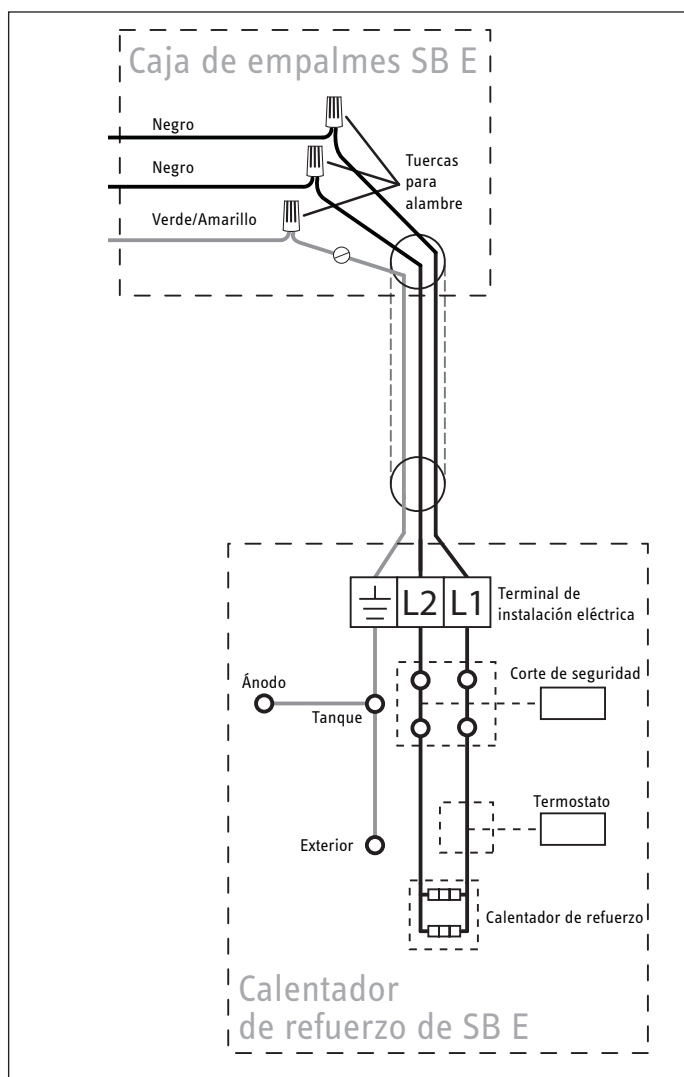 Caja de empalmes SB E
Negro
Negro
Verde/Amarillo
Tuercas
para
alambre
L2
L1
Terminal de
instalación eléctrica
Corte de seguridad
Ánodo
Tanque
Termostato
Exterior
Calentador de refuerzo
Calentador
de refuerzo de SB E